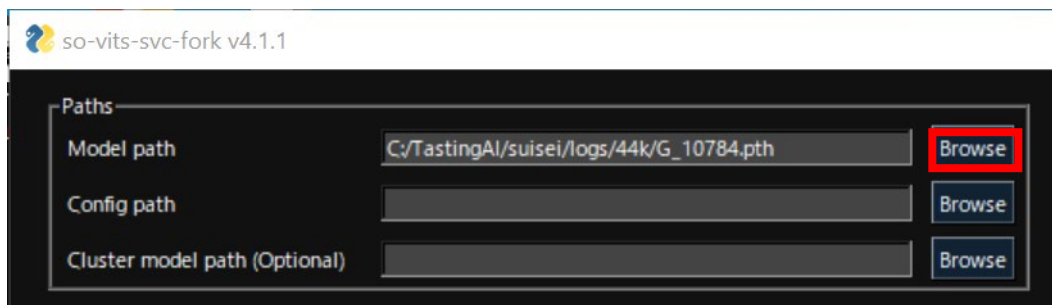 so-vits-svc-fork v4.1.1
Paths
Model path C:/TastingAI/suisei/logs/44k/G_10784.pth Browse
Config path Browse
Cluster model path (Optional) Browse